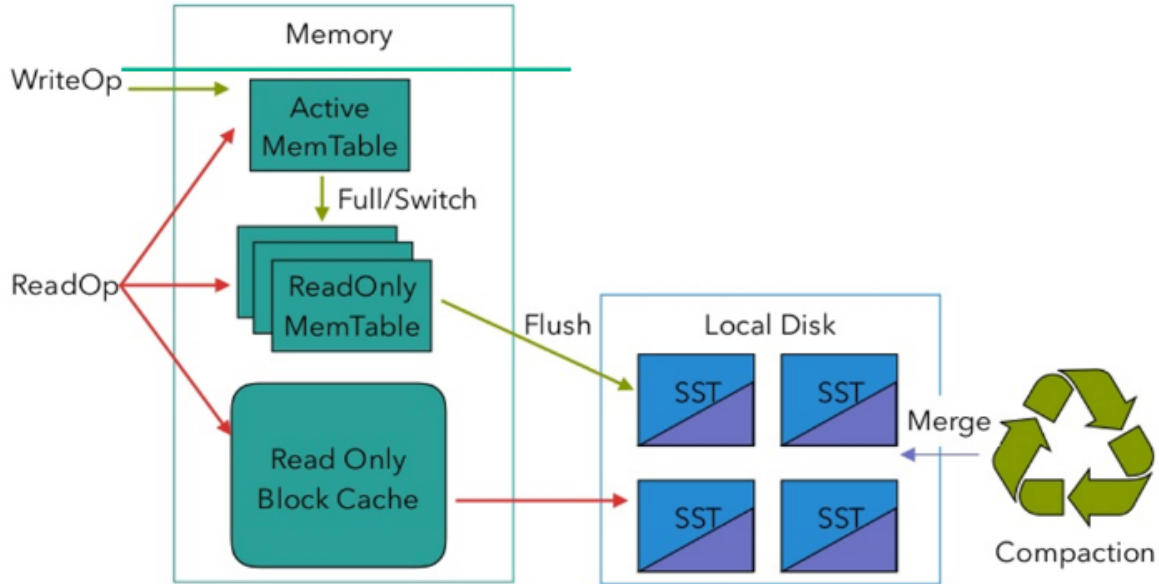 Memory
WriteOp
Active
MemTable
Full/Switch
ReadOp
ReadOnly
MemTable
Flush
Local Disk
SST
SST
Merge
Read Only
Block Cache
SST
SST
Compaction